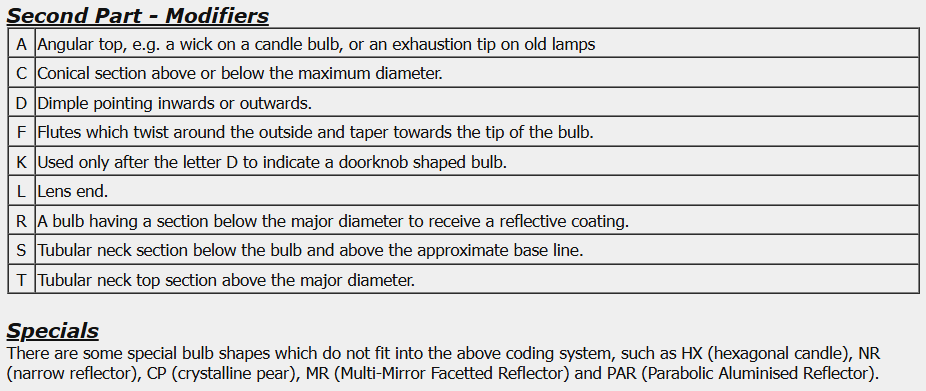 Second Part - Modifiers
A Angular top, e.g. a wick on a candle bulb, or an exhaustion tip on old lamps
C Conical section above or below the maximum diameter.
D Dimple pointing inwards or outwards.
F Flutes which twist around the outside and taper towards the tip of the bulb.
K Used only after the letter D to indicate a doorknob shaped bulb.
L Lens end.
R A bulb having a section below the major diameter to receive a reflective coating.
S Tubular neck section below the bulb and above the approximate base line.
T Tubular neck top section above the major diameter.
Specials
There are some special bulb shapes which do not fit into the above coding system, such as HX (hexagonal candle), NR
(narrow reflector), CP (crystalline pear), MR (Multi-Mirror Facetted Reflector) and PAR (Parabolic Aluminised Reflector).